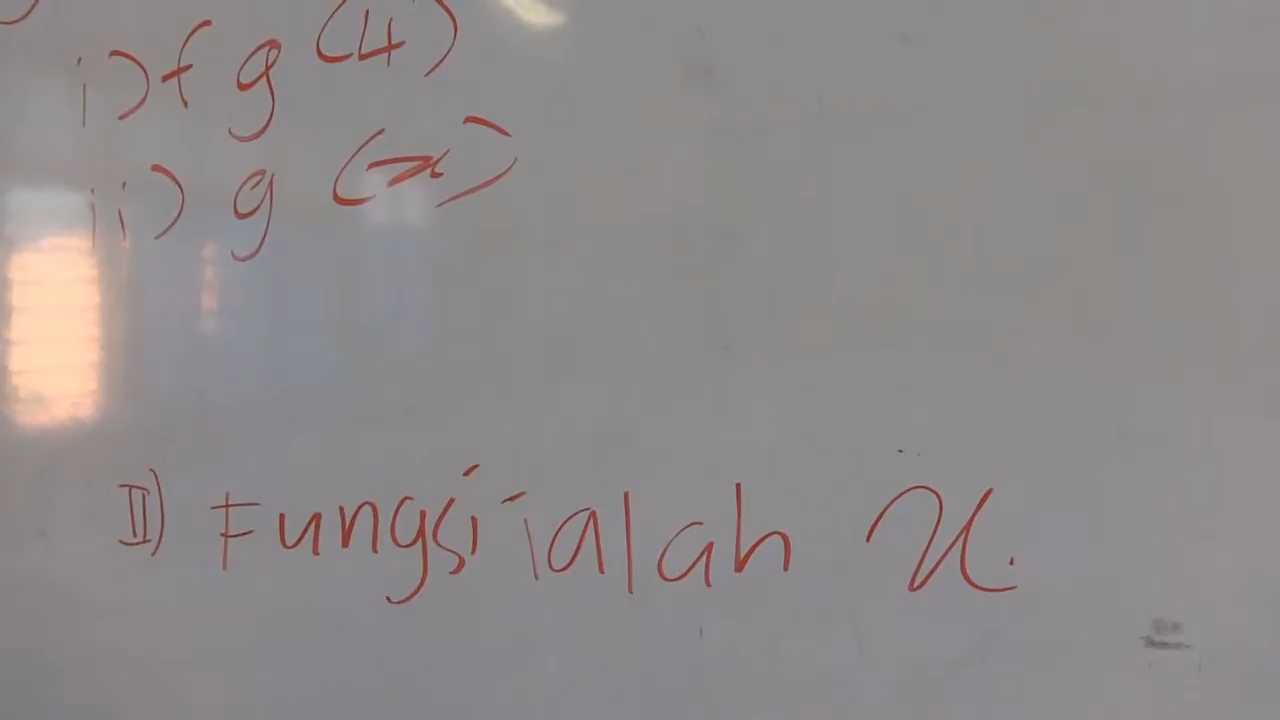 i) fg(4)
ii) g(x)
II) Fungsi ialah x.